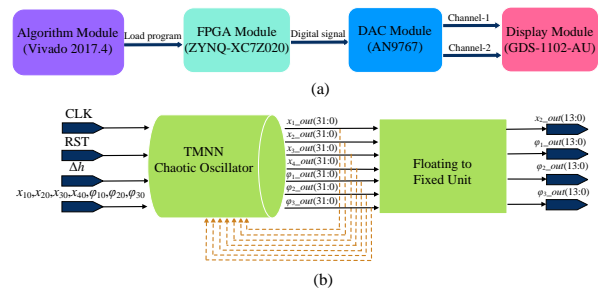 Algorithm Module
(Vivado 2017.4)
Load program
FPGA Module
(ZYNQ-XC7Z020)
Digital signal
DAC Module
(AN9767)
Channel-1
Channel-2
Display Module
(GDS-1102-AU)
(a)
CLK
RST
Δh
x10,x20,x30,x40,φ10,φ20,φ30
TMNN
Chaotic Oscillator
x1_out(31:0)
x2_out(31:0)
x3_out(31:0)
x4_out(31:0)
φ1_out(31:0)
φ2_out(31:0)
φ3_out(31:0)
Floating to
Fixed Unit
x2_out(13:0)
φ1_out(13:0)
φ2_out(13:0)
φ3_out(13:0)
(b)